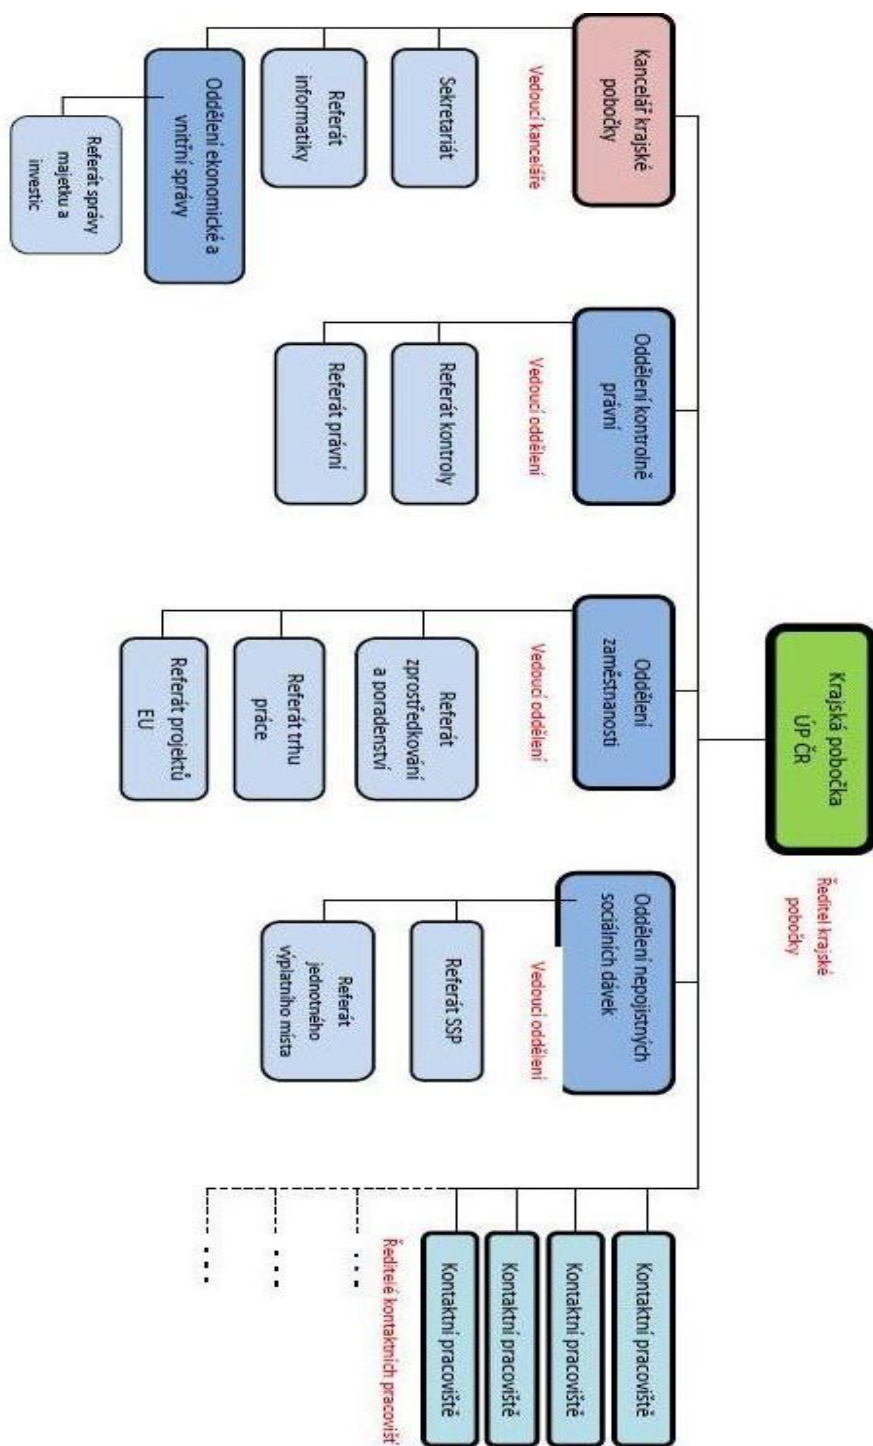 Krajská pobočka
ÚP ČR
Ředitel krajské
pobočky
Kancelář krajské
pobočky
Vedoucí kanceláře
Sekretariát
Referát
informatiky
Oddělení ekonomické a
vnitřní správy
Referát správy
majetku a
investic
Oddělení kontrolně
právní
Vedoucí oddělení
Referát kontroly
Referát právní
Oddělení
zaměstnanosti
Vedoucí oddělení
Referát
zprostředkování
a poradenství
Referát trhu
práce
Referát projektů
EU
Oddělení nepojistných
sociálních dávek
Vedoucí oddělení
Referát SSP
Referát
jednotného
výplatního místa
Kontaktní pracoviště
Kontaktní pracoviště
Kontaktní pracoviště
Kontaktní pracoviště
Ředitelé kontaktních pracovišť
...
...
...